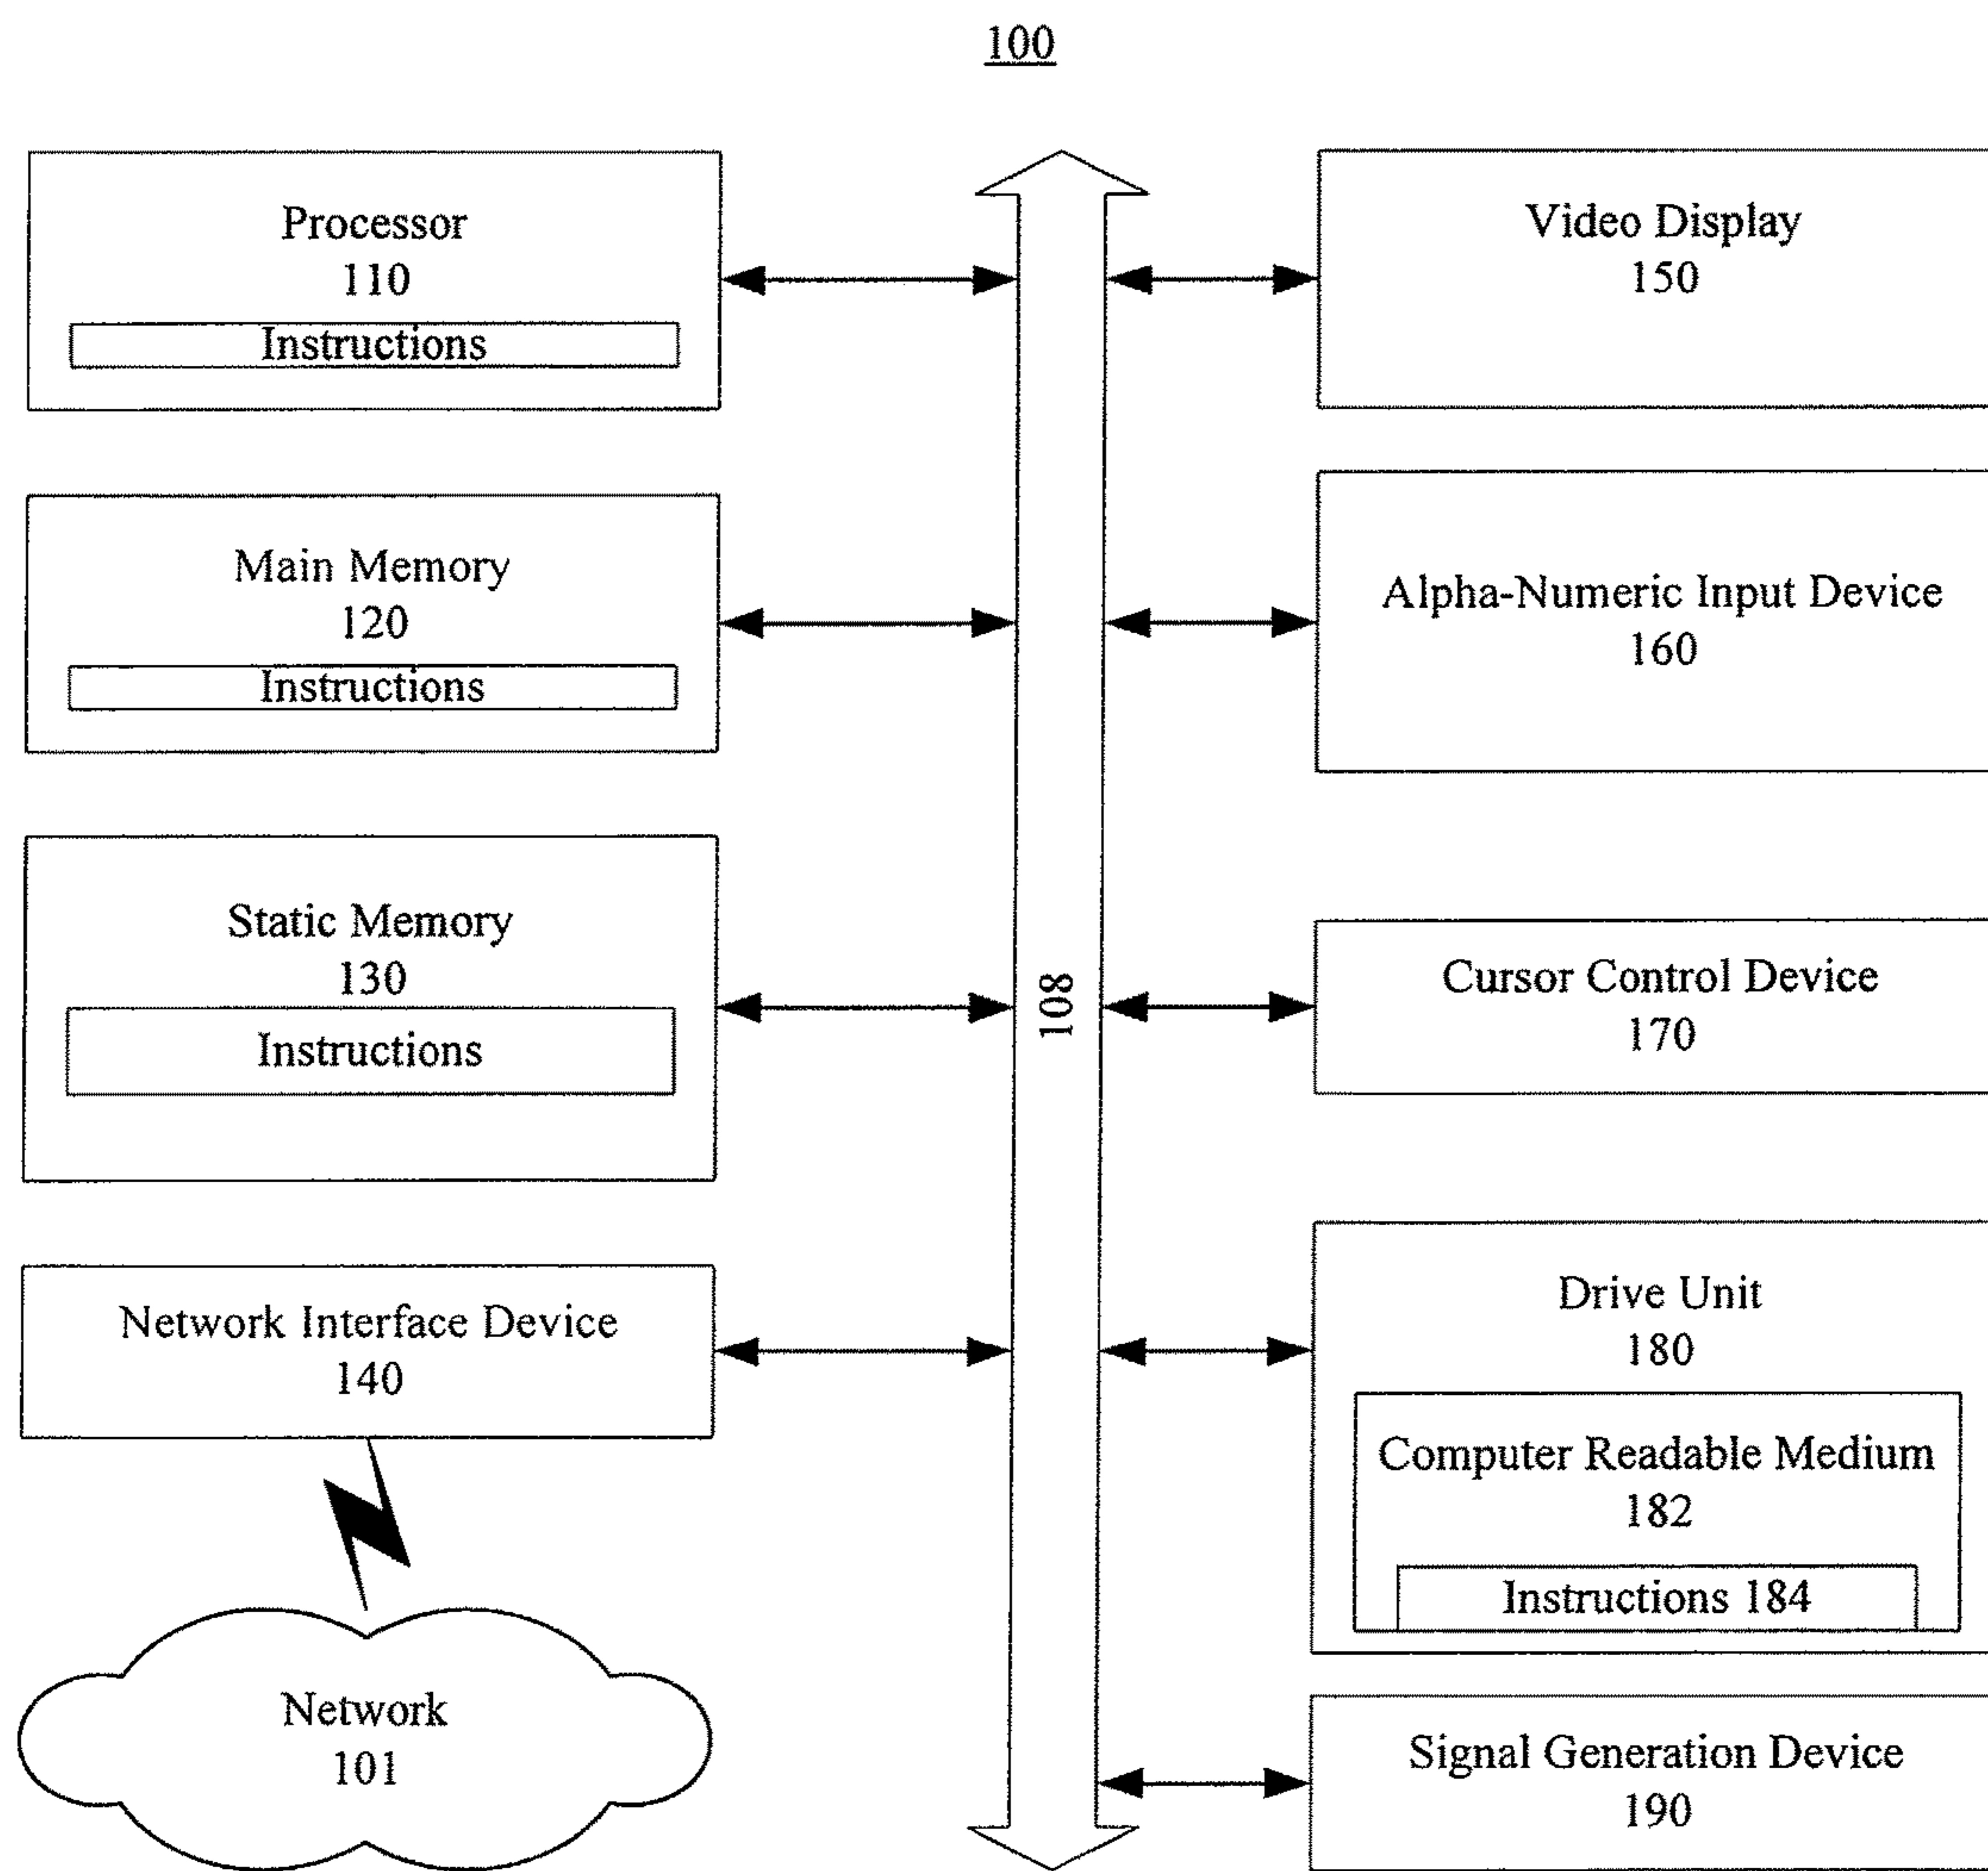 100
Processor
110
Instructions
Main Memory
120
Instructions
Static Memory
130
Instructions
Network Interface Device
140
Network
101
108
Video Display
150
Alpha-Numeric Input Device
160
Cursor Control Device
170
Drive Unit
180
Computer Readable Medium
182
Instructions 184
Signal Generation Device
190